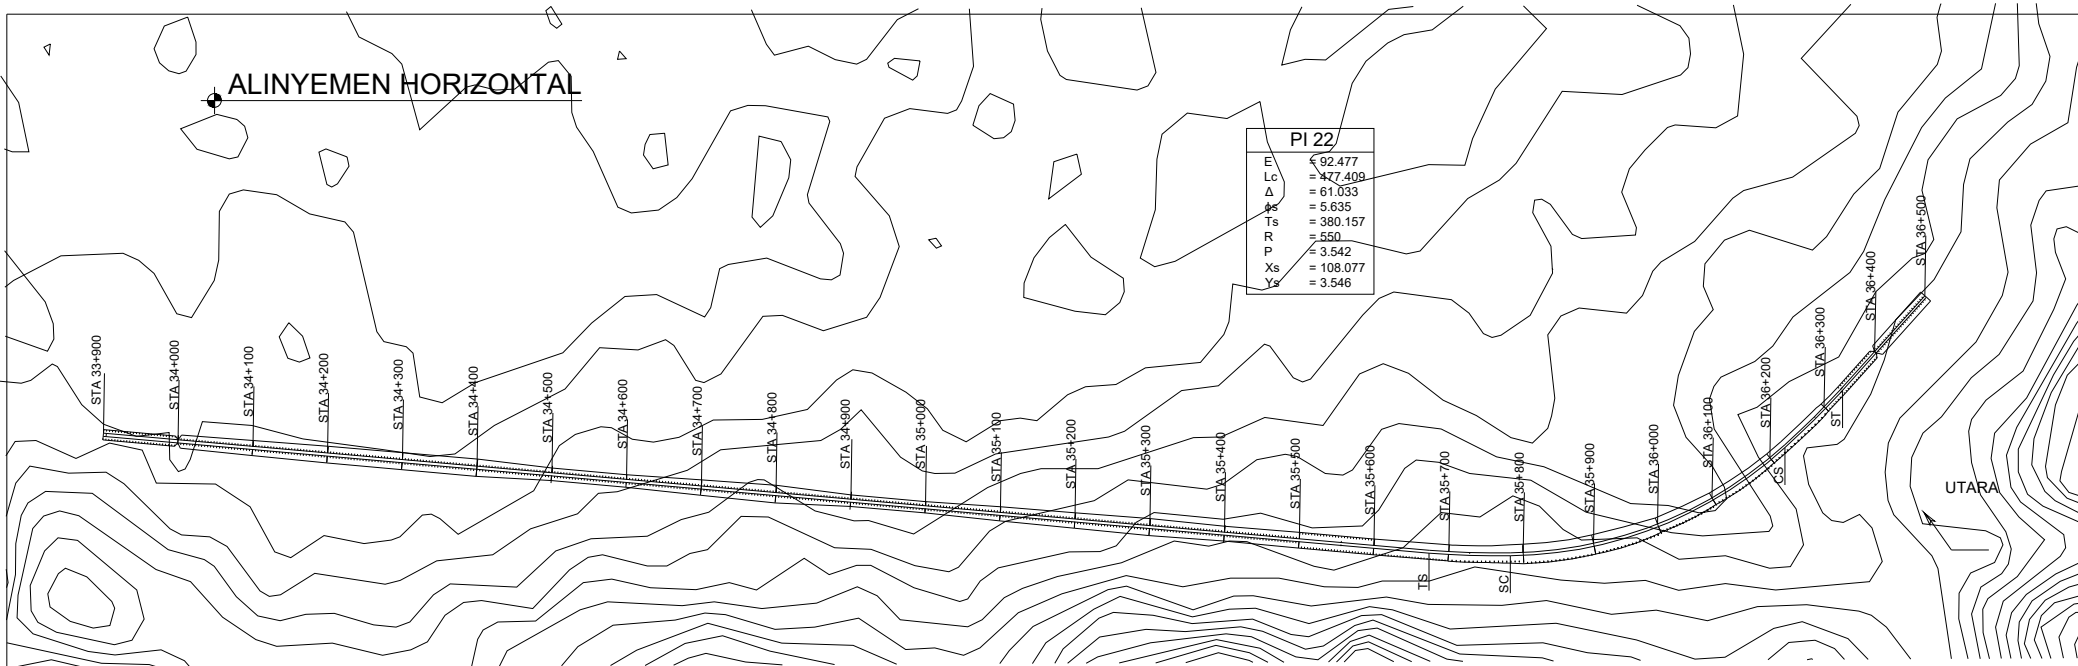 ALINYEMEN HORIZONTAL
PI 22
E = 92.477
Lc = 477.409
Δ = 61.033
ϕs = 5.635
Ts = 380.157
R = 550
P = 3.542
Xs = 108.077
Ys = 3.546
STA 33+900
STA 34+000
STA 34+100
STA 34+200
STA 34+300
STA 34+400
STA 34+500
STA 34+600
STA 34+700
STA 34+800
STA 34+900
STA 35+000
STA 35+100
STA 35+200
STA 35+300
STA 35+400
STA 35+500
STA 35+600
STA 35+700
STA 35+800
STA 35+900
STA 36+000
STA 36+100
STA 36+200
STA 36+300
STA 36+400
STA 36+500
TS
SC
CS
ST
UTARA